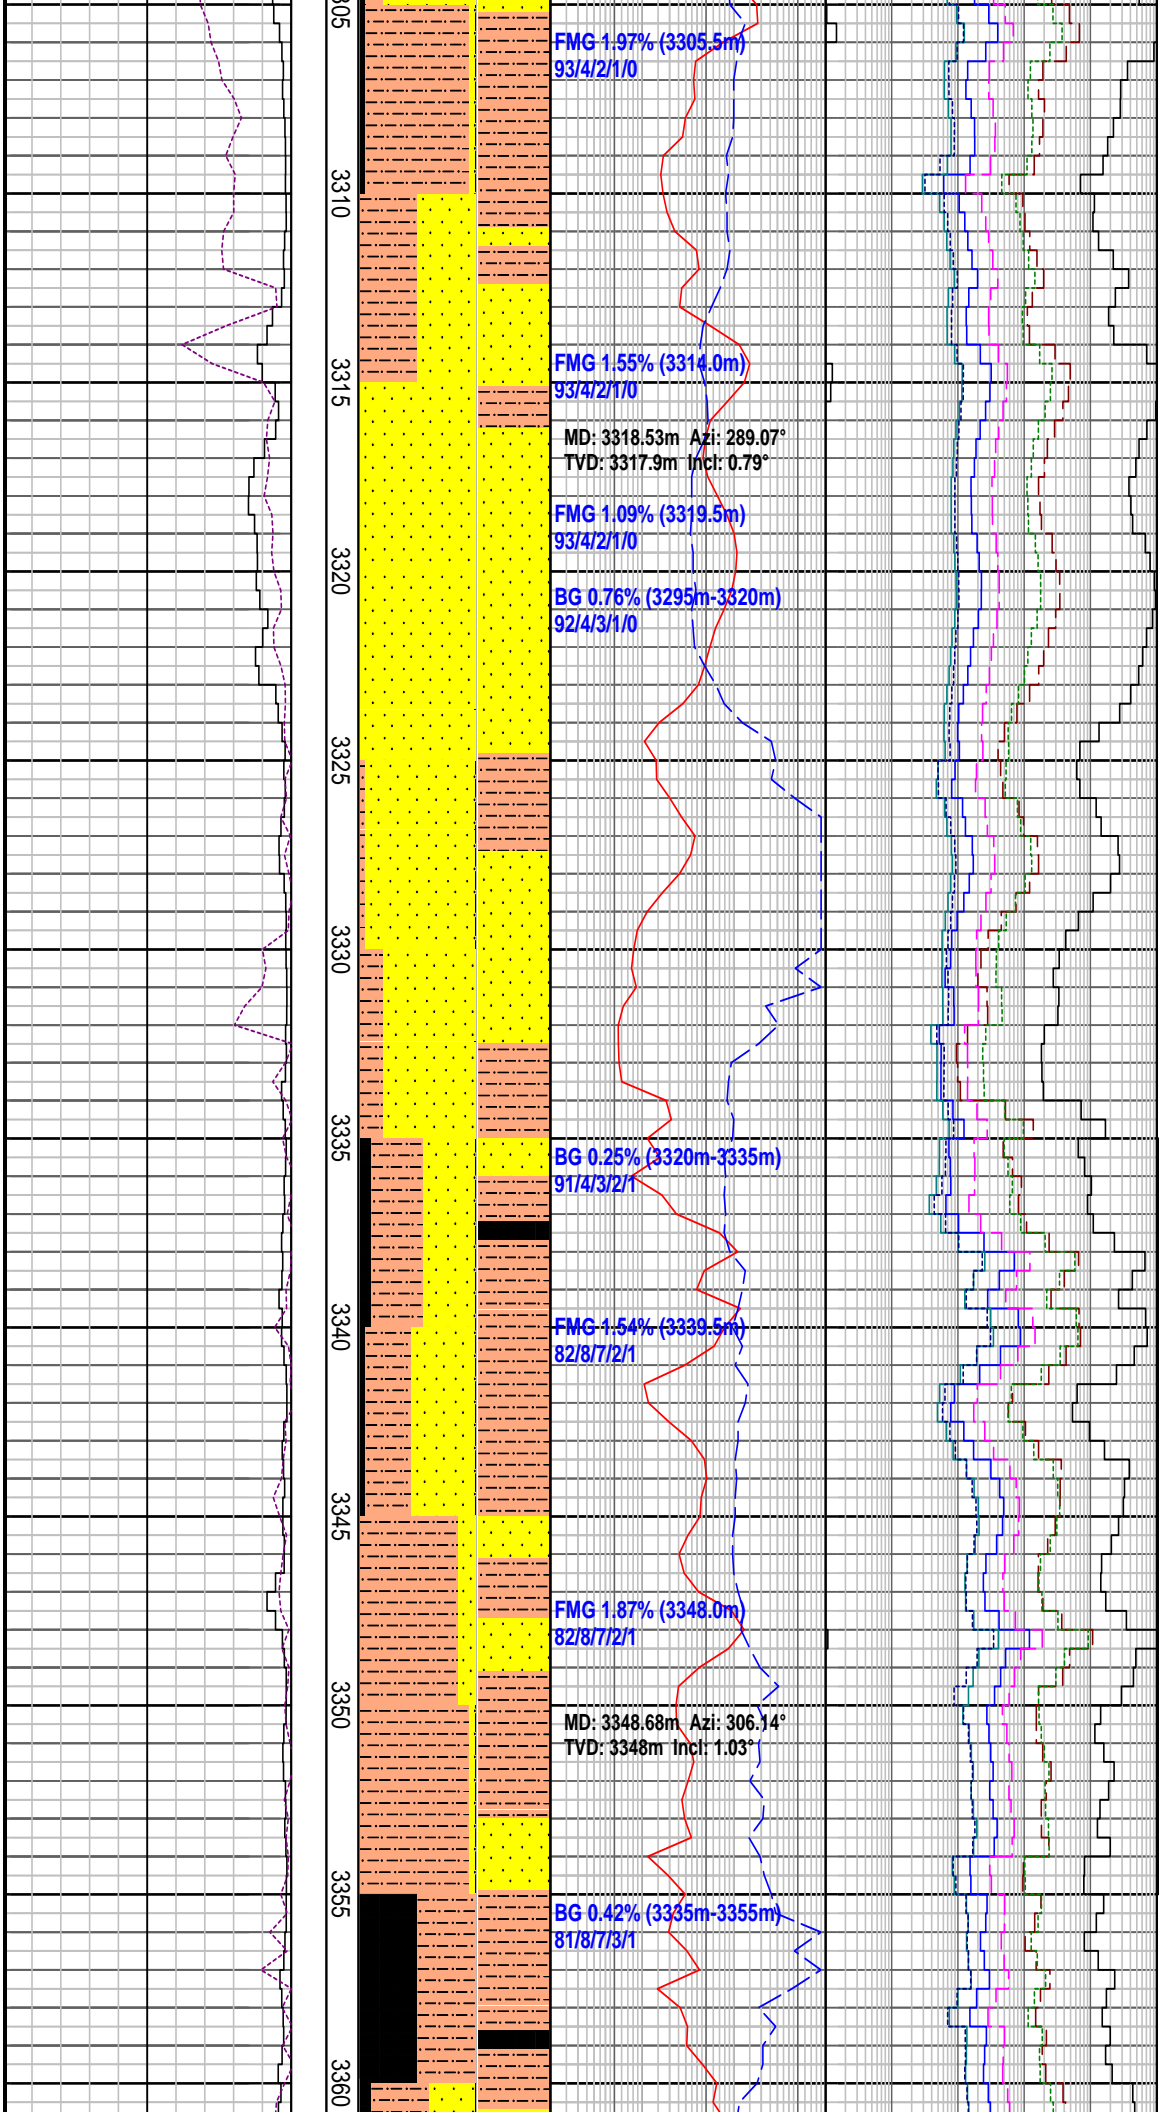 305
FMG 1.97% (3305.5m)
93/4/2/1/0
3310
FMG 1.55% (3314.0m)
93/4/2/1/0
3315
MD: 3318.53m Azi: 289.07°
TVD: 3317.9m Incl: 0.79°
FMG 1.09% (3319.5m)
93/4/2/1/0
3320
BG 0.76% (3295m-3320m)
92/4/3/1/0
3325
3330
3335
BG 0.25% (3320m-3335m)
91/4/3/2/1
3340
FMG 1.54% (3339.5m)
82/8/7/2/1
3345
FMG 1.87% (3348.0m)
82/8/7/2/1
3350
MD: 3348.68m Azi: 306.14°
TVD: 3348m Incl: 1.03°
3355
BG 0.42% (3335m-3355m)
81/8/7/3/1
3360